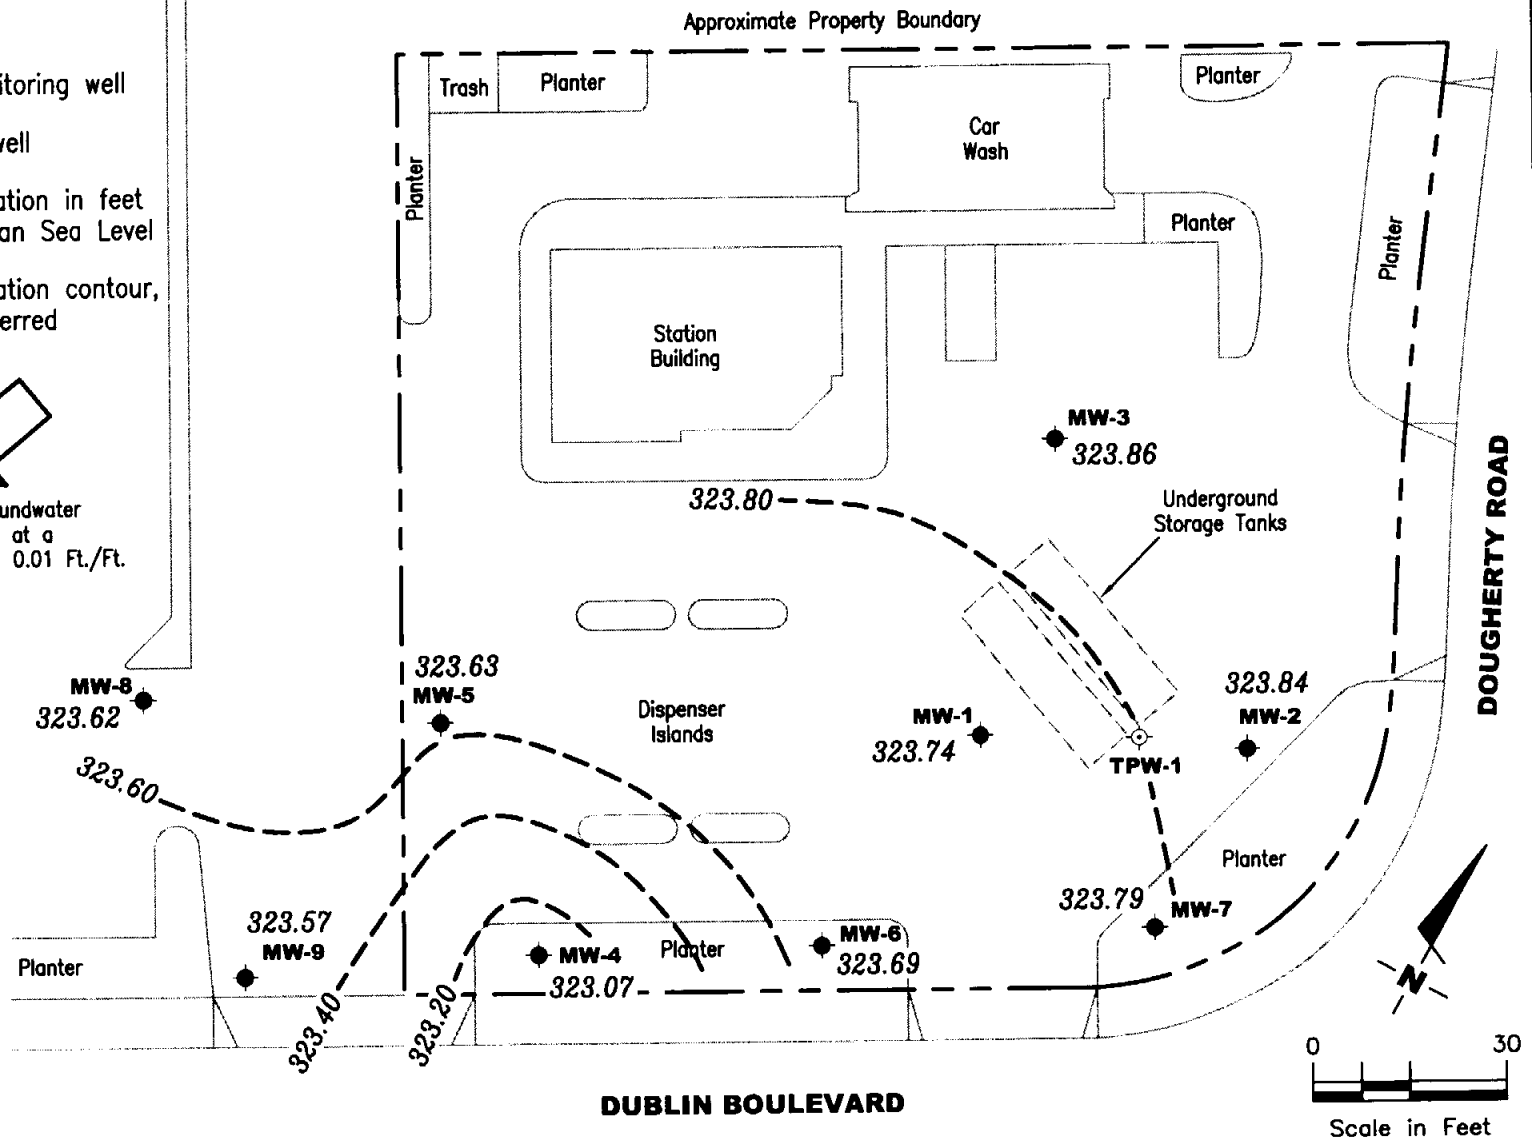 Approximate Property Boundary
itoring well
well
ation in feet
an Sea Level
ation contour,
erred
undwater
at a
0.01 Ft./Ft.
Trash
Planter
Planter
Car
Wash
Planter
Planter
Planter
Planter
Station
Building
MW-3
323.86
323.80
Underground
Storage Tanks
DOUGHERTY ROAD
323.63
MW-5
MW-8
323.62
Dispenser
Islands
MW-1
323.74
323.84
MW-2
TPW-1
323.60
Planter
323.79
MW-7
323.57
MW-9
Planter
MW-4
323.07
Planter
MW-6
323.69
323.40
323.20
N
0 30
Scale in Feet
DUBLIN BOULEVARD